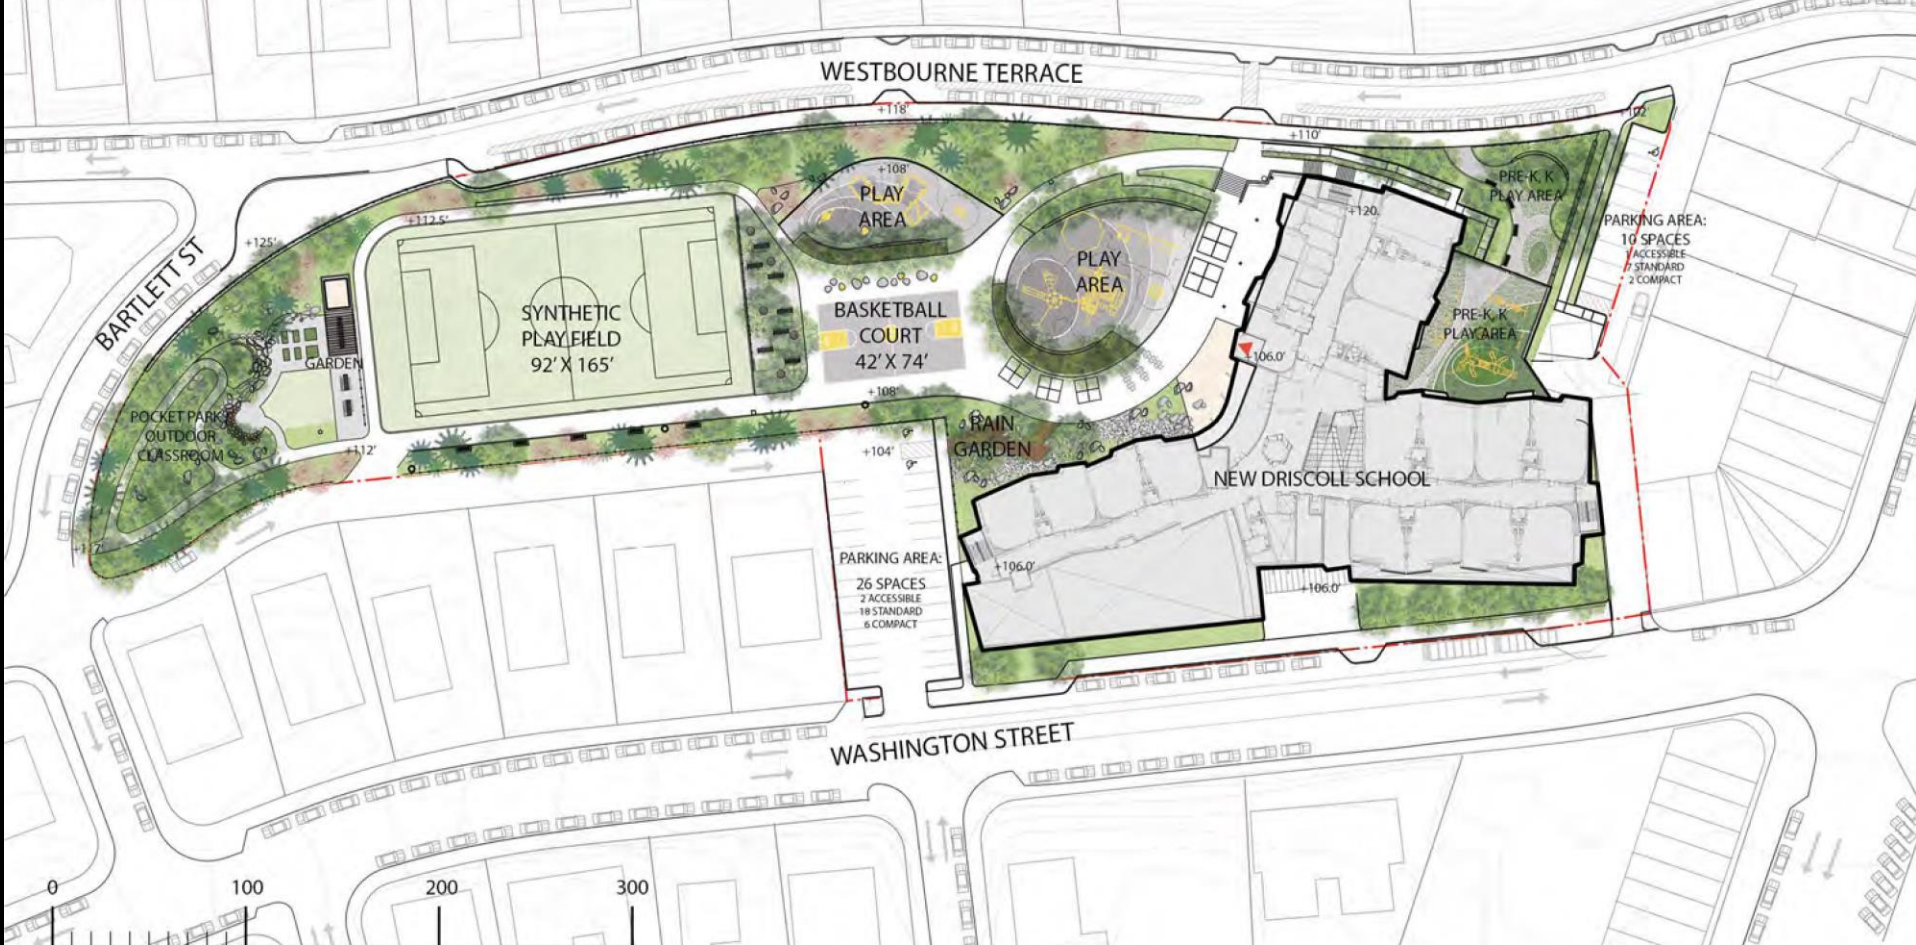 WESTBOURNE TERRACE
+118'
+110'
+102'
+108'
PLAY
AREA
PRE-K, K
PLAY AREA
+112.5'
+120.
PARKING AREA:
10 SPACES
1 ACCESSIBLE
7 STANDARD
2 COMPACT
+125'
BARTLETT ST
PLAY
AREA
SYNTHETIC
PLAY FIELD
92' X 165'
BASKETBALL
COURT
42' X 74'
PRE-K, K
PLAY AREA
GARDEN
+106.0'
+108'
POCKET PARK
OUTDOOR
CLASSROOM
+112'
RAIN
GARDEN
+104'
NEW DRISCOLL SCHOOL
+117'
PARKING AREA:
26 SPACES
2 ACCESSIBLE
18 STANDARD
6 COMPACT
+106.0'
+106.0'
WASHINGTON STREET
0 100 200 300